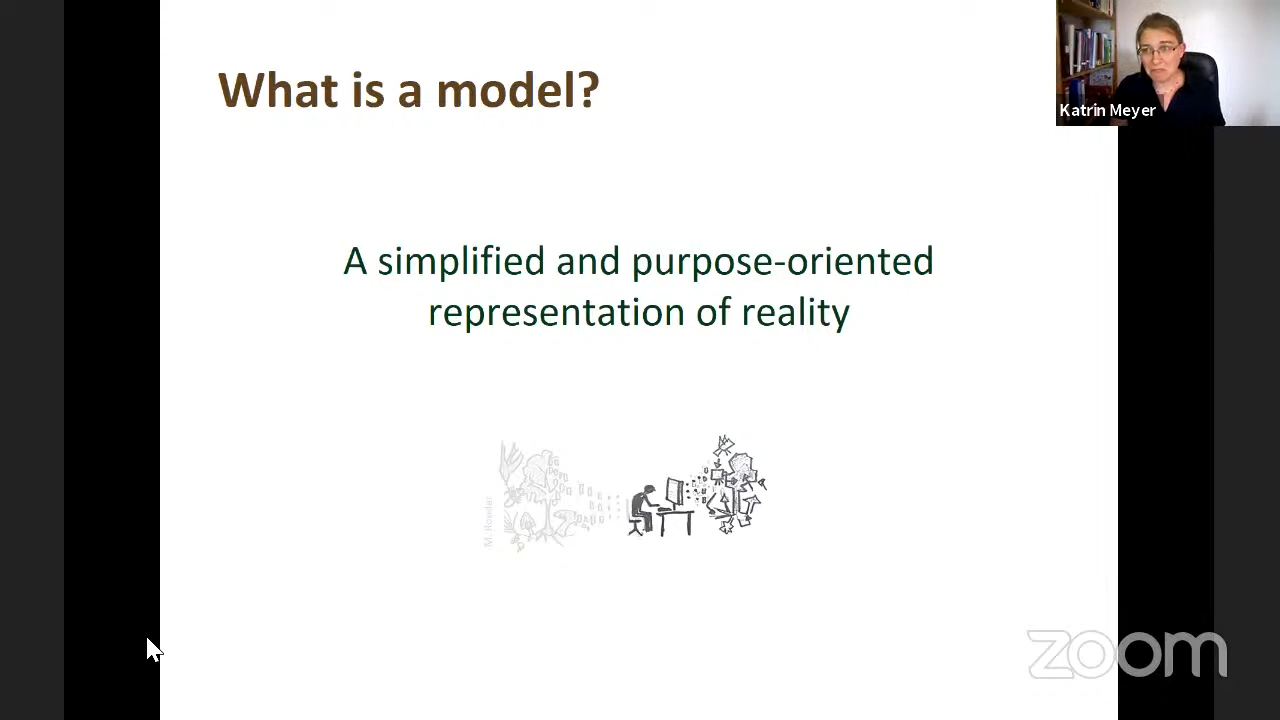 What is a model?
Katrin Meyer
A simplified and purpose-oriented
representation of reality
zoom